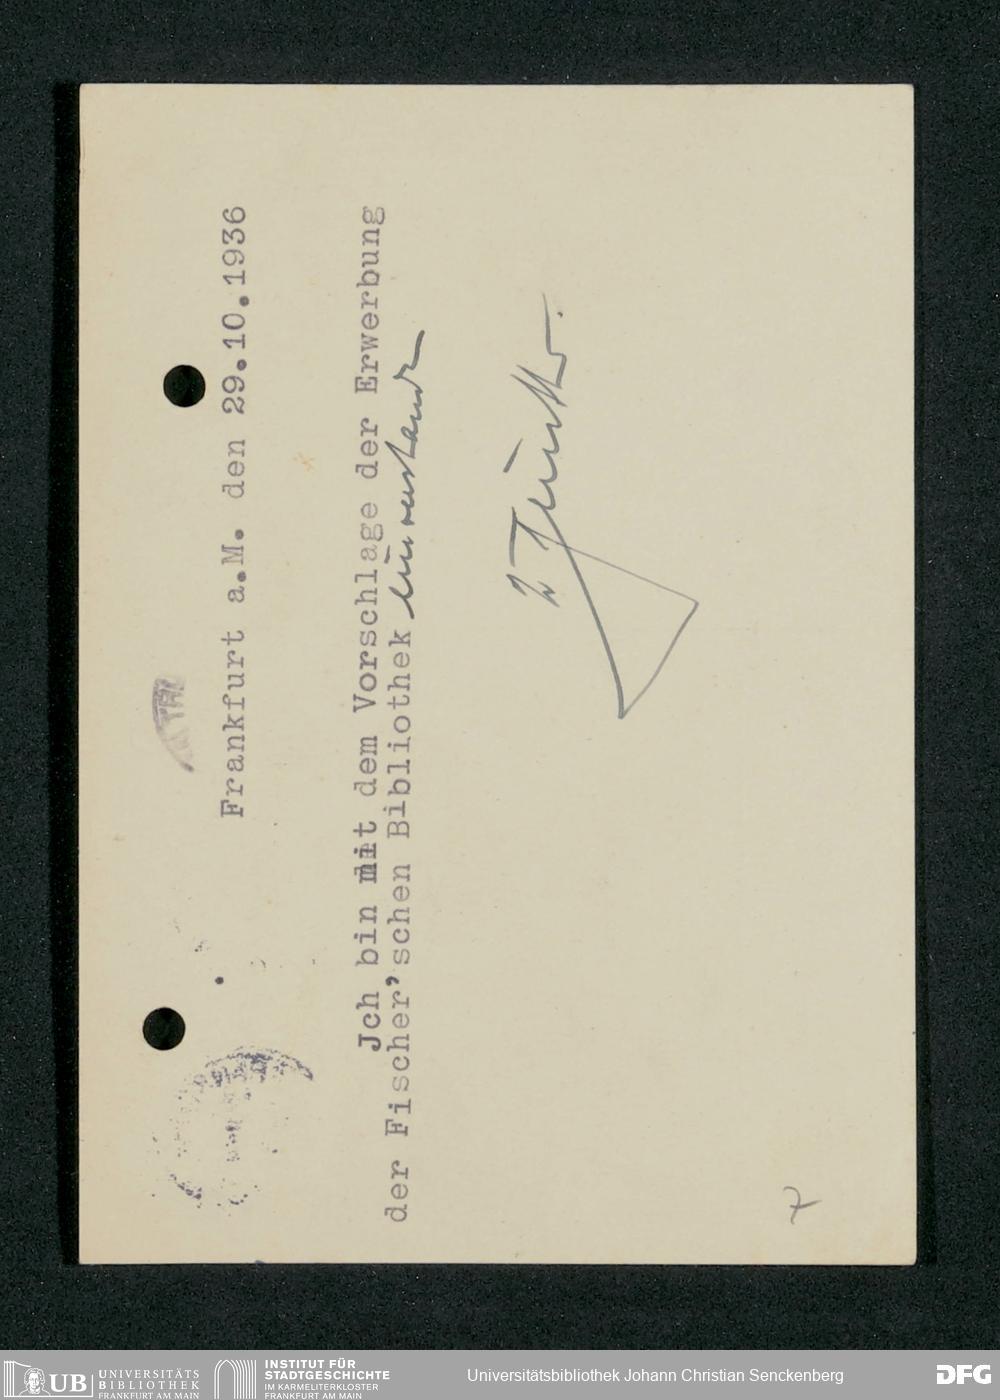 Frankfurt a.M. den 29.10.1936
Jch bin mit dem Vorschlage der Erwerbung
der Fischer'schen Bibliothek einverstanden
7
UB UNIVERSITÄTS
BIBLIOTHEK
FRANKFURT AM MAIN
INSTITUT FÜR
STADTGESCHICHTE
IM KARMELITERKLOSTER
FRANKFURT AM MAIN
Universitätsbibliothek Johann Christian Senckenberg
DFG